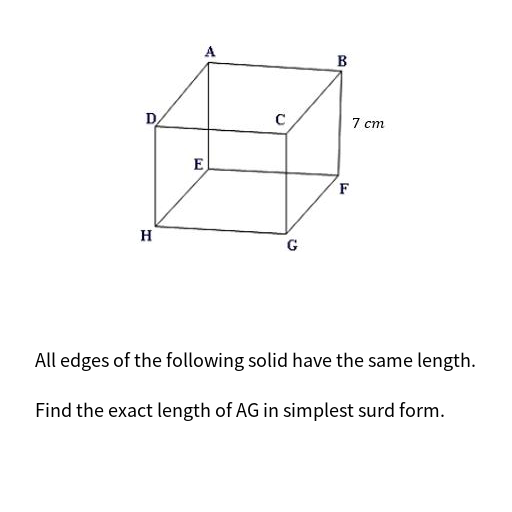 A
B
D
C
7 cm
E
F
H
G
All edges of the following solid have the same length.
Find the exact length of AG in simplest surd form.